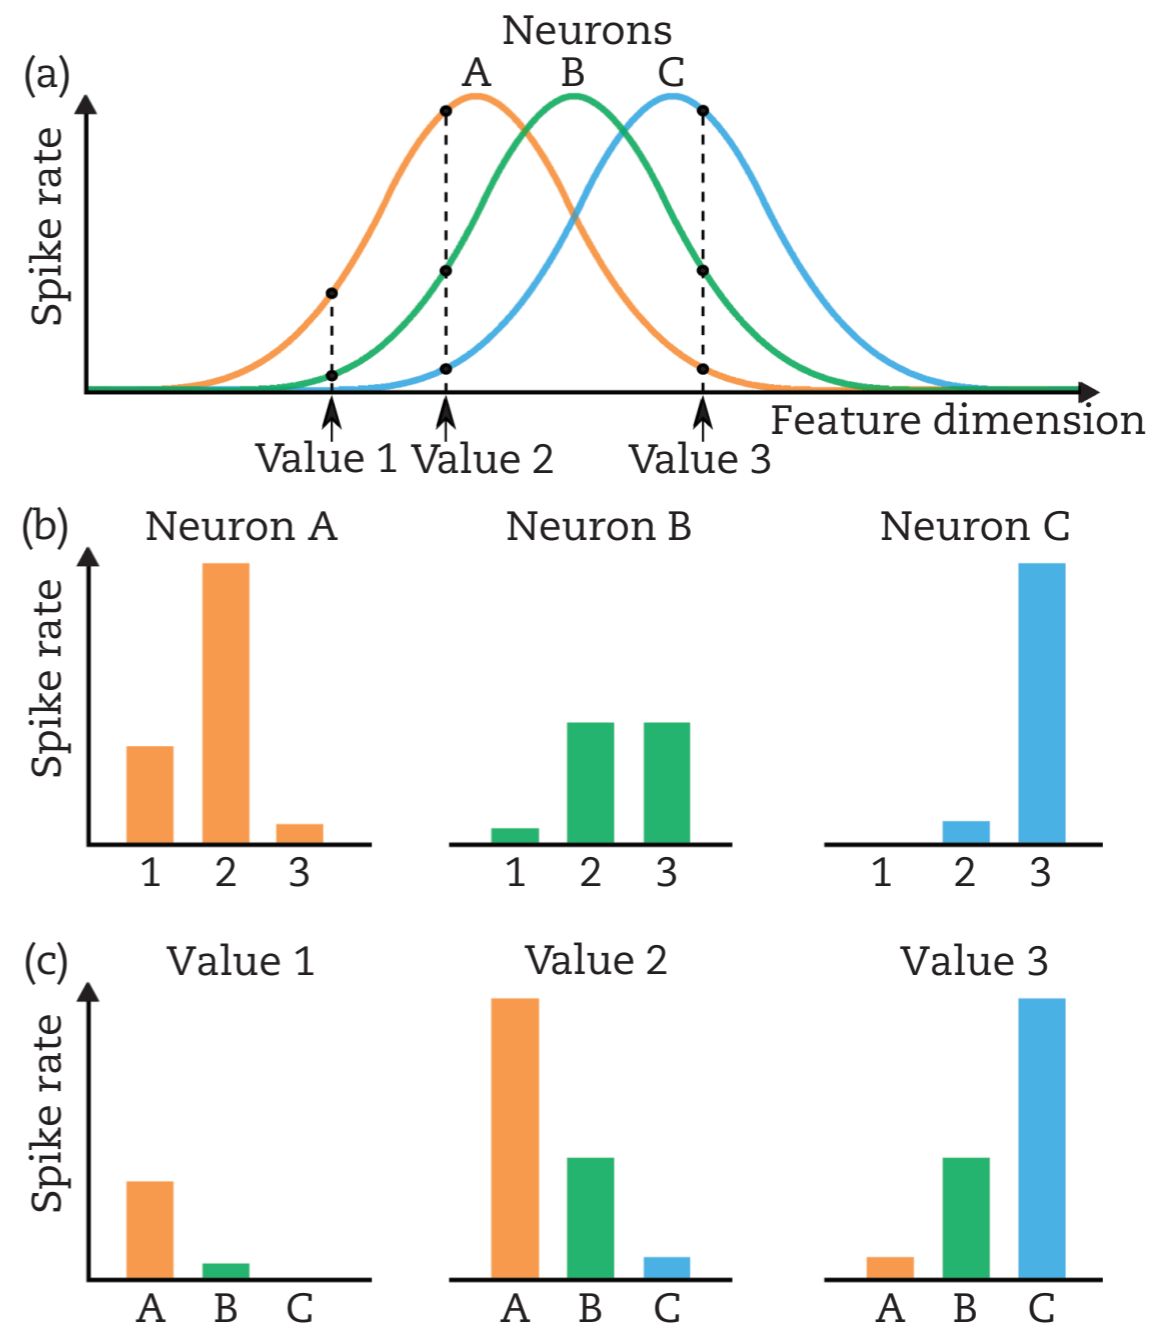 Neurons
(a)
A B C
Spike rate
Feature dimension
Value 1 Value 2 Value 3
(b)
Neuron A Neuron B Neuron C
Spike rate
1 2 3 1 2 3 1 2 3
(c)
Value 1 Value 2 Value 3
Spike rate
A B C A B C A B C